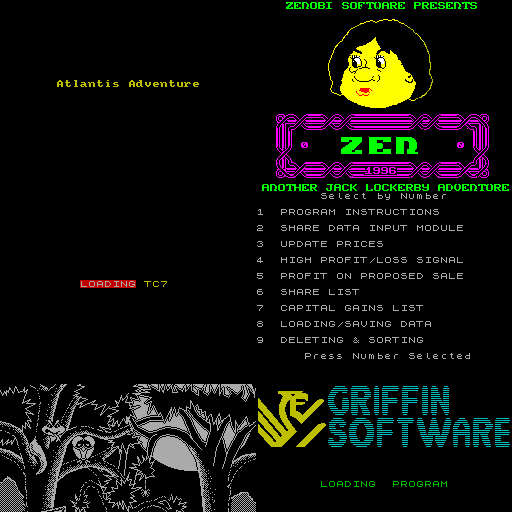 Atlantis Adventure
ZENOBI SOFTWARE PRESENTS
ZEN
1996
ANOTHER JACK LOCKERBY ADVENTURE
LOADING TC7
Select by Number
1 PROGRAM INSTRUCTIONS
2 SHARE DATA INPUT MODULE
3 UPDATE PRICES
4 HIGH PROFIT/LOSS SIGNAL
5 PROFIT ON PROPOSED SALE
6 SHARE LIST
7 CAPITAL GAINS LIST
8 LOADING/SAVING DATA
9 DELETING & SORTING
Press Number Selected
GRIFFIN
SOFTWARE
LOADING PROGRAM